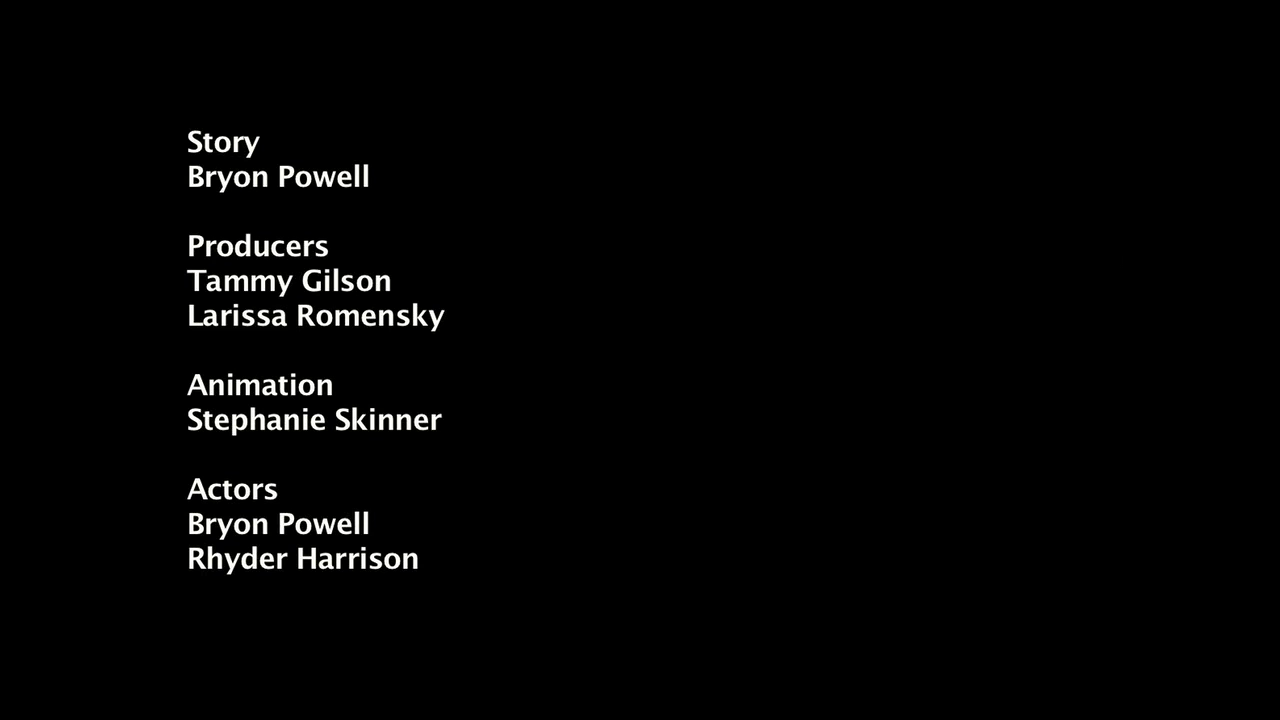 Story
Bryon Powell
Producers
Tammy Gilson
Larissa Romensky
Animation
Stephanie Skinner
Actors
Bryon Powell
Rhyder Harrison